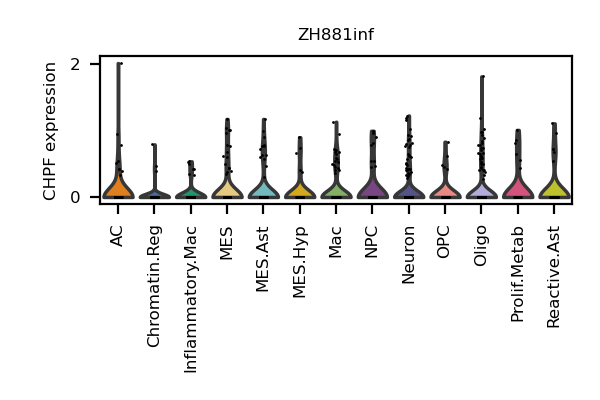 ZH881inf
CHPF expression
2
0
AC
Chromatin.Reg
Inflammatory.Mac
MES
MES.Ast
MES.Hyp
Mac
NPC
Neuron
OPC
Oligo
Prolif.Metab
Reactive.Ast